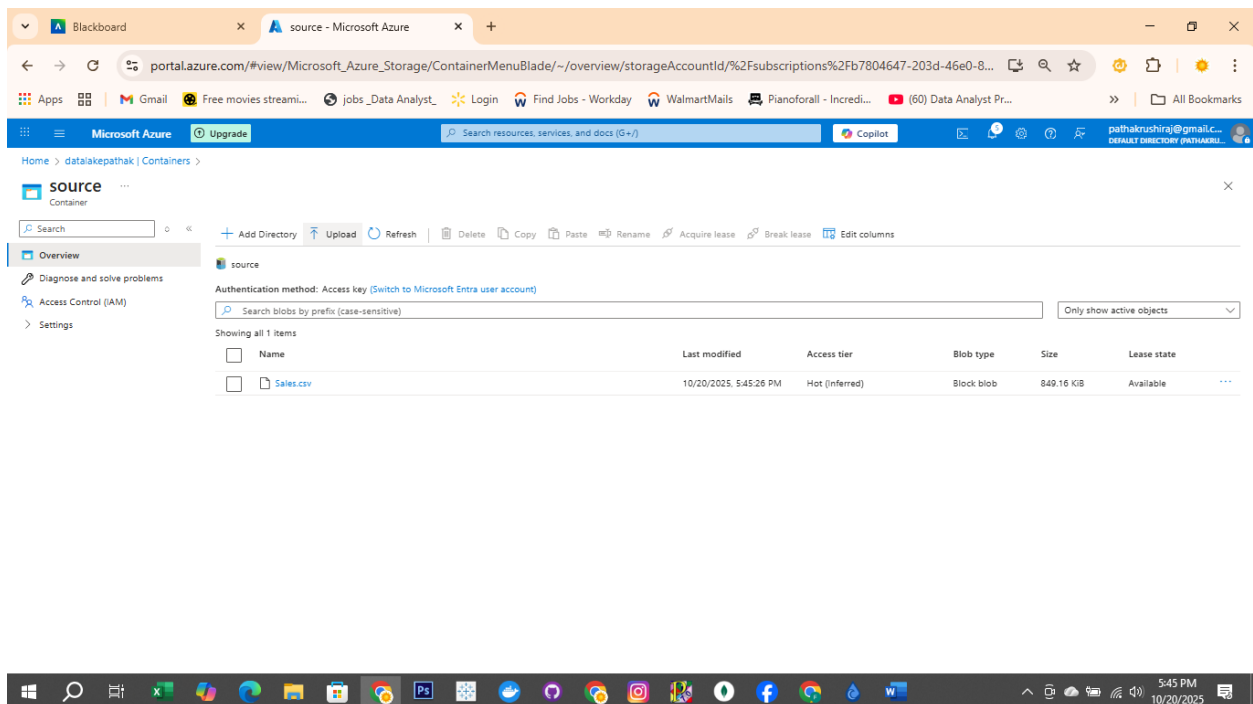 Blackboard
source - Microsoft Azure
portal.azure.com/#view/Microsoft_Azure_Storage/ContainerMenuBlade/~/overview/storageAccountId/%2Fsubscriptions%2Fb7804647-203d-46e0-8...
Apps Gmail Free movies streami... jobs _Data Analyst_ Login Find Jobs - Workday WalmartMails Pianoforall - Incredi... (60) Data Analyst Pr... » All Bookmarks
Microsoft Azure Upgrade Search resources, services, and docs (G+/) Copilot 5 pathakrushiraj@gmail.c...
DEFAULT DIRECTORY (PATHAKRU...
Home > datalakepathak | Containers >
source ...
Container
Search
Add Directory Upload Refresh Delete Copy Paste Rename Acquire lease Break lease Edit columns
Overview
Diagnose and solve problems
Access Control (IAM)
Settings
source
Authentication method: Access key (Switch to Microsoft Entra user account)
Search blobs by prefix (case-sensitive) Only show active objects
Showing all 1 items
Name Last modified Access tier Blob type Size Lease state
Sales.csv 10/20/2025, 5:45:26 PM Hot (Inferred) Block blob 849.16 KiB Available ...
Ps
5:45 PM
10/20/2025